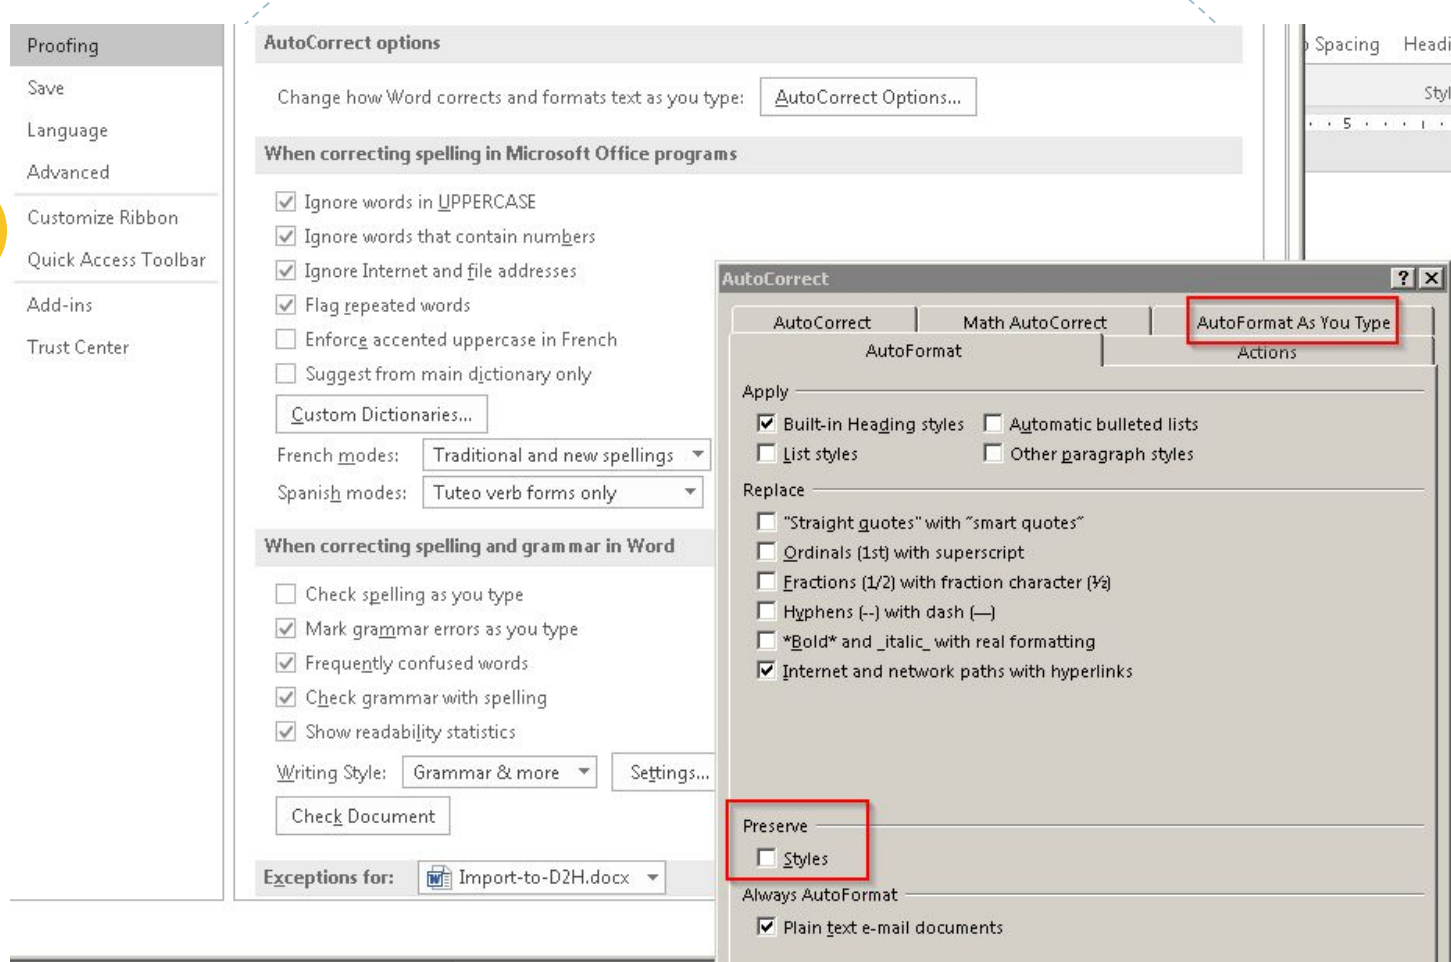 Proofing
Save
Language
Advanced
Customize Ribbon
Quick Access Toolbar
Add-ins
Trust Center
AutoCorrect options
Change how Word corrects and formats text as you type: AutoCorrect Options...
When correcting spelling in Microsoft Office programs
Ignore words in UPPERCASE
Ignore words that contain numbers
Ignore Internet and file addresses
Flag repeated words
Enforce accented uppercase in French
Suggest from main dictionary only
Custom Dictionaries...
French modes: Traditional and new spellings
Spanish modes: Tuteo verb forms only
When correcting spelling and grammar in Word
Check spelling as you type
Mark grammar errors as you type
Frequently confused words
Check grammar with spelling
Show readability statistics
Writing Style: Grammar & more Settings...
Check Document
Exceptions for: Import-to-D2H.docx
Spacing Headi
Styl
5
AutoCorrect
AutoCorrect Math AutoCorrect AutoFormat As You Type
AutoFormat Actions
Apply
Built-in Heading styles Automatic bulleted lists
List styles Other paragraph styles
Replace
"Straight quotes" with “smart quotes”
Ordinals (1st) with superscript
Fractions (1/2) with fraction character (½)
Hyphens (--) with dash (—)
*Bold* and _italic_ with real formatting
Internet and network paths with hyperlinks
Preserve
Styles
Always AutoFormat
Plain text e-mail documents